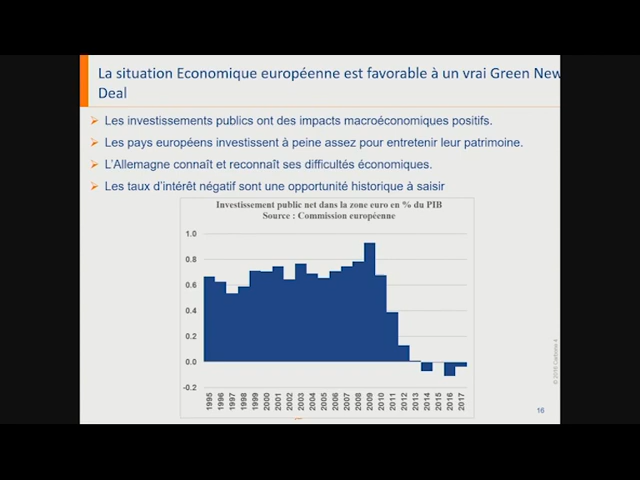 La situation Economique européenne est favorable à un vrai Green New
Deal
Les investissements publics ont des impacts macroéconomiques positifs.
Les pays européens investissent à peine assez pour entretenir leur patrimoine.
L'Allemagne connaît et reconnaît ses difficultés économiques.
Les taux d'intérêt négatif sont une opportunité historique à saisir
Investissement public net dans la zone euro en % du PIB
Source : Commission européenne
1.0
0.8
0.6
0.4
0.2
0.0
-0.2
1995 1996 1997 1998 1999 2000 2001 2002 2003 2004 2005 2006 2007 2008 2009 2010 2011 2012 2013 2014 2015 2016 2017
16